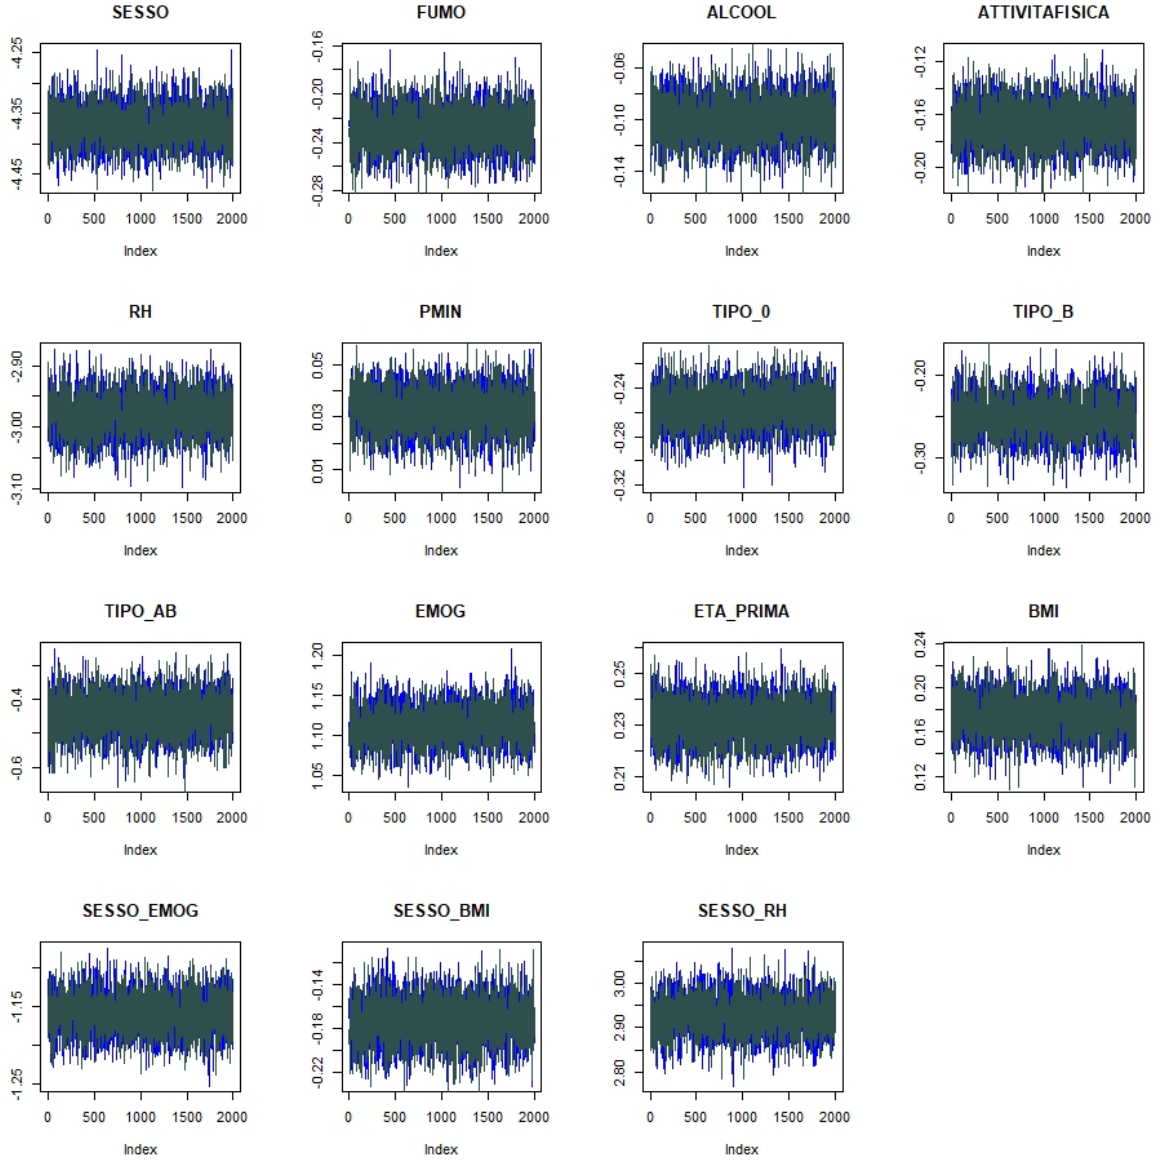 SESSO FUMO ALCOOL ATTIVITAFISICA
-4.25 -4.35 -4.45
-0.16 -0.20 -0.24 -0.28
-0.06 -0.10 -0.14
-0.12 -0.16 -0.20
0 500 1000 1500 2000 0 500 1000 1500 2000 0 500 1000 1500 2000 0 500 1000 1500 2000
Index Index Index Index
RH PMIN TIPO_0 TIPO_B
-2.90 -3.00 -3.10
0.05 0.03 0.01
-0.24 -0.28 -0.32
-0.20 -0.30
0 500 1000 1500 2000 0 500 1000 1500 2000 0 500 1000 1500 2000 0 500 1000 1500 2000
Index Index Index Index
TIPO_AB EMOG ETA_PRIMA BMI
-0.4 -0.6
1.20 1.15 1.10 1.05
0.25 0.23 0.21
0.24 0.20 0.16 0.12
0 500 1000 1500 2000 0 500 1000 1500 2000 0 500 1000 1500 2000 0 500 1000 1500 2000
Index Index Index Index
SESSO_EMOG SESSO_BMI SESSO_RH
-1.15 -1.25
-0.14 -0.18 -0.22
3.00 2.90 2.80
0 500 1000 1500 2000 0 500 1000 1500 2000 0 500 1000 1500 2000
Index Index Index